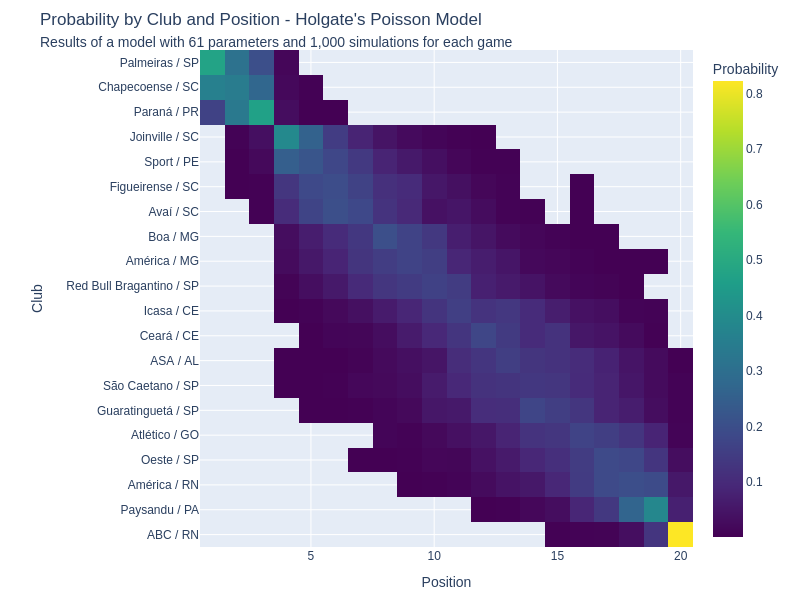 Probability by Club and Position - Holgate's Poisson Model
Results of a model with 61 parameters and 1,000 simulations for each game
Probability
Palmeiras / SP
Chapecoense / SC
Paraná / PR
Joinville / SC
Sport / PE
Figueirense / SC
Avaí / SC
Boa / MG
América / MG
Red Bull Bragantino / SP
Icasa / CE
Ceará / CE
ASA / AL
São Caetano / SP
Guaratinguetá / SP
Atlético / GO
Oeste / SP
América / RN
Paysandu / PA
ABC / RN
Club
5
10
15
20
Position
0.8
0.7
0.6
0.5
0.4
0.3
0.2
0.1